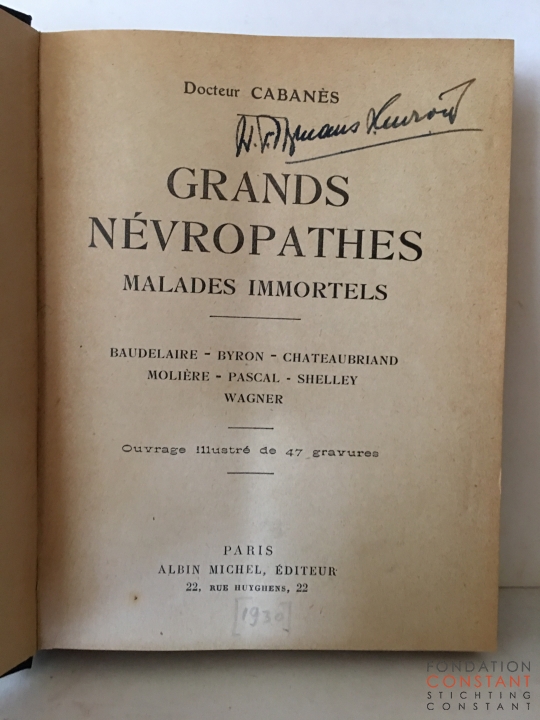 Docteur CABANÈS
GRANDS
NÉVROPATHES
MALADES IMMORTELS
BAUDELAIRE - BYRON - CHATEAUBRIAND
MOLIÈRE - PASCAL - SHELLEY
WAGNER
Ouvrage illustré de 47 gravures
PARIS
ALBIN MICHEL, ÉDITEUR
22, RUE HUYGHENS, 22
[1930]
FONDATION
CONSTANT
STICHTING
CONSTANT